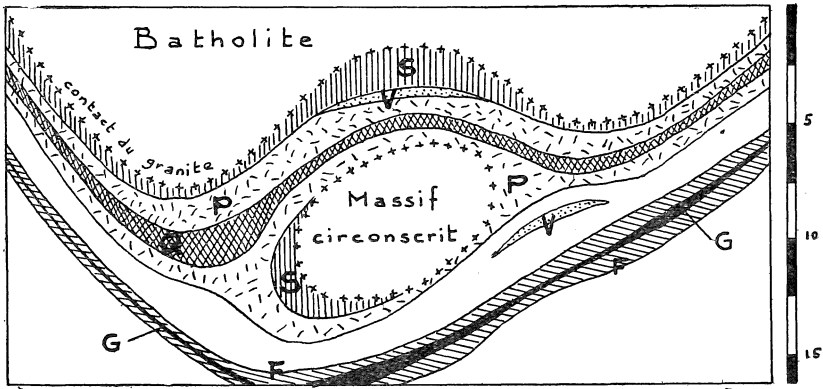 Batholite
S
V
contact du granite
P
Q
Massif
circonscrit
P
S
V
G
F
G
F
5
10
15